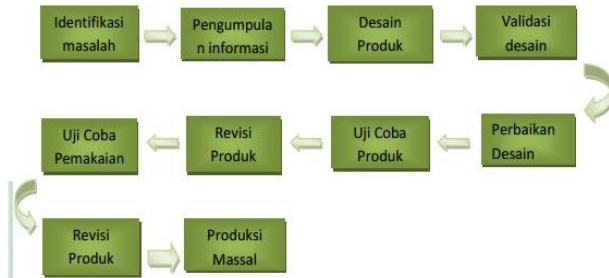 Identifikasi
masalah
Pengumpula
n informasi
Desain
Produk
Validasi
desain
Perbaikan
Desain
Uji Coba
Produk
Revisi
Produk
Uji Coba
Pemakaian
Revisi
Produk
Produksi
Massal